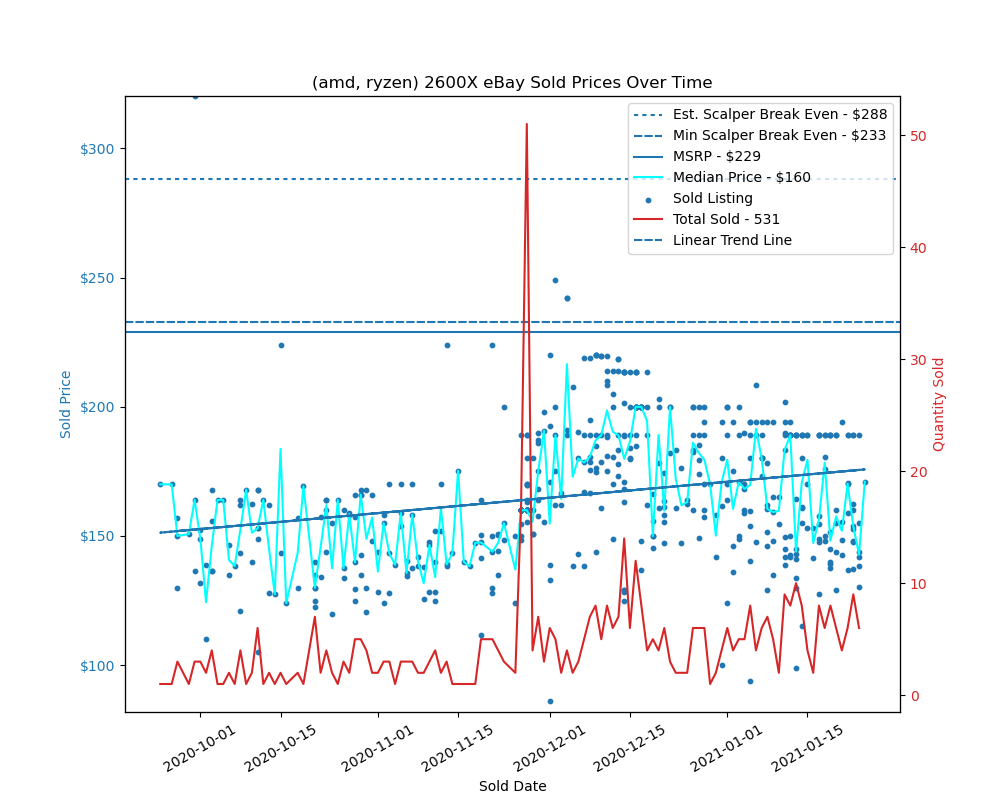 (amd, ryzen) 2600X eBay Sold Prices Over Time
Est. Scalper Break Even - $288
Min Scalper Break Even - $233
MSRP - $229
Median Price - $160
Sold Listing
Total Sold - 531
Linear Trend Line
$300
$250
$200
$150
$100
Sold Price
50
40
30
20
10
0
Quantity Sold
2020-10-01
2020-10-15
2020-11-01
2020-11-15
2020-12-01
2020-12-15
2021-01-01
2021-01-15
Sold Date